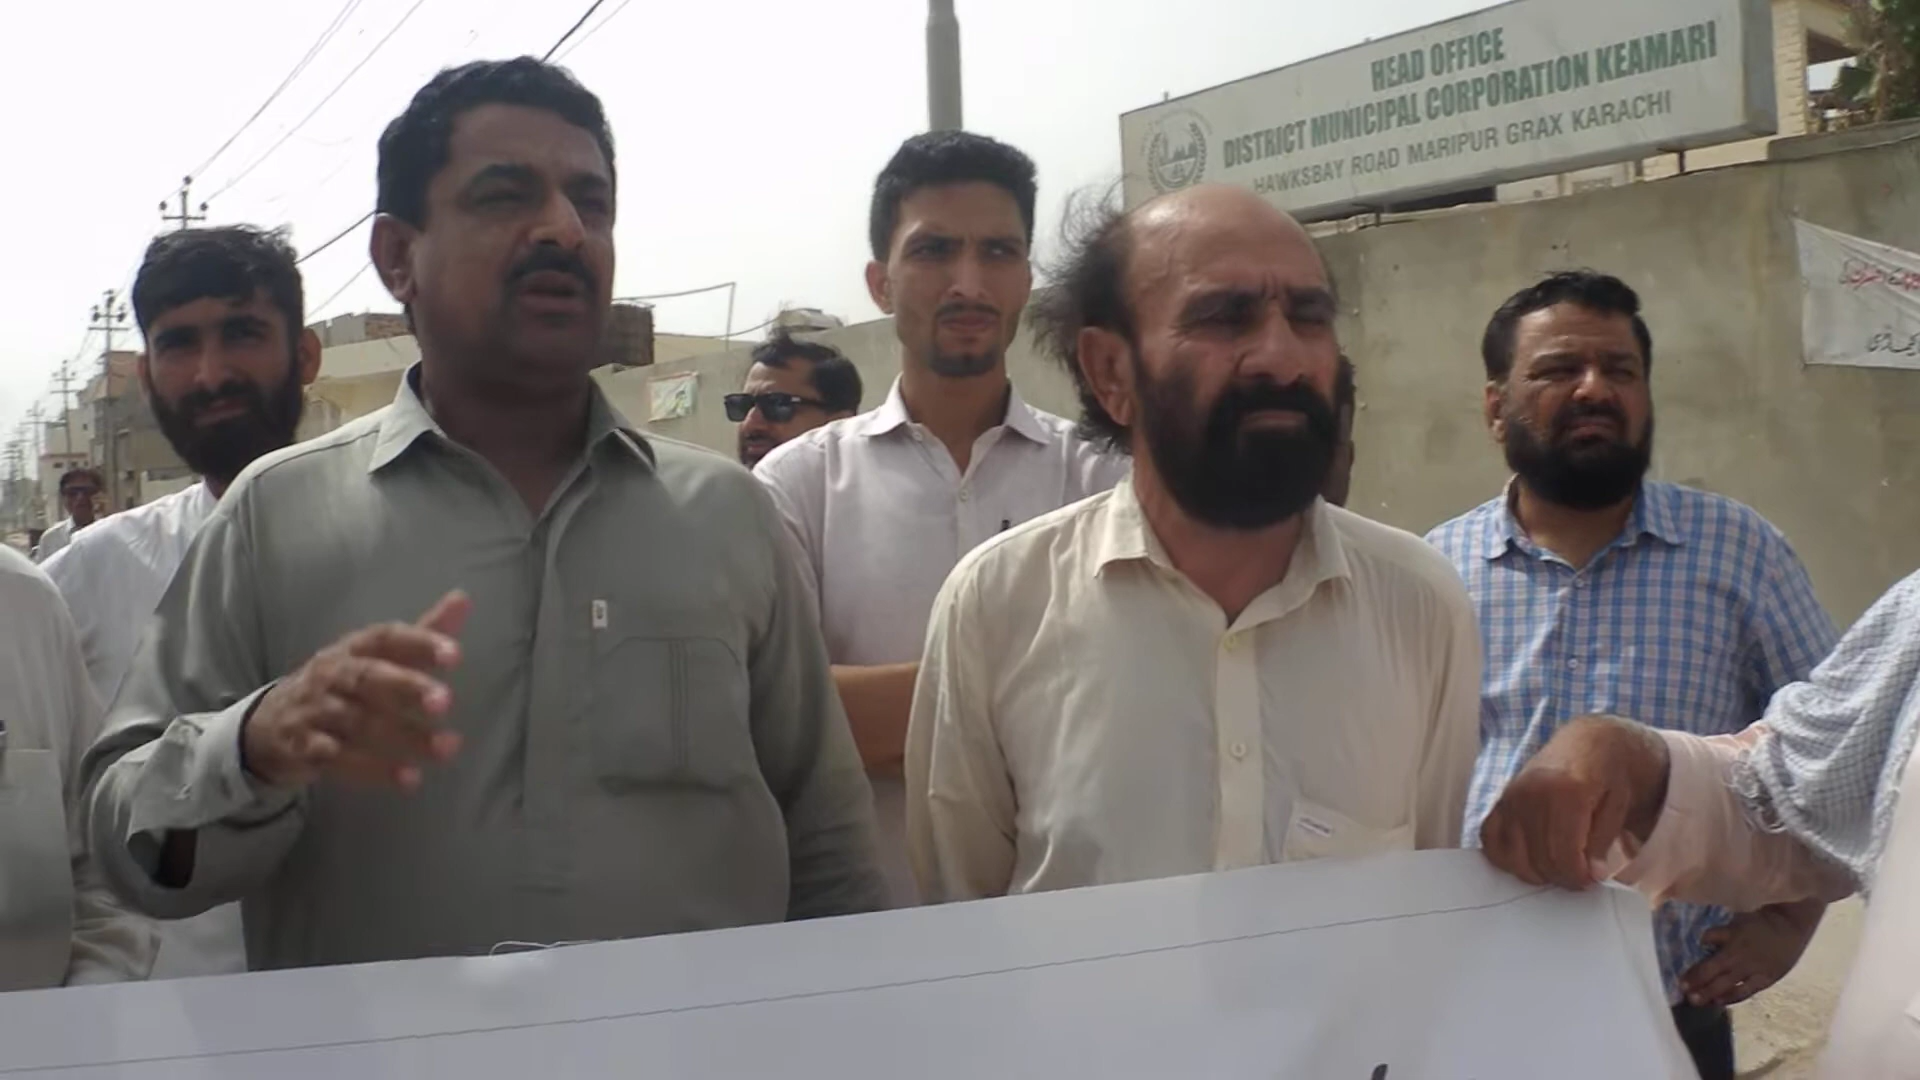 HEAD OFFICE
DISTRICT MUNICIPAL CORPORATION KEAMARI
HAWKSBAY ROAD MARIPUR GRAX KARACHI